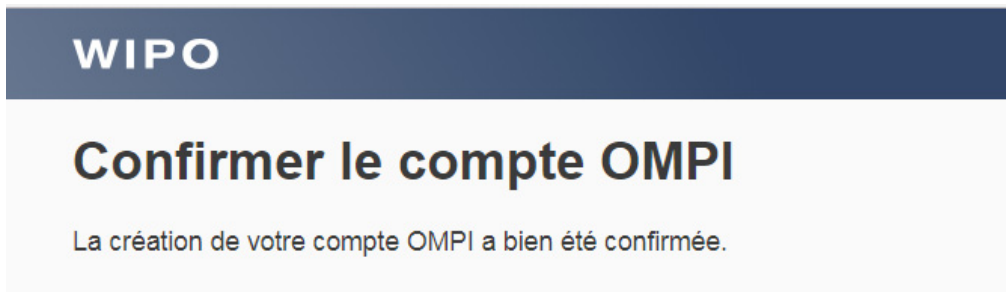 WIPO
Confirmer le compte OMPI
La création de votre compte OMPI a bien été confirmée.